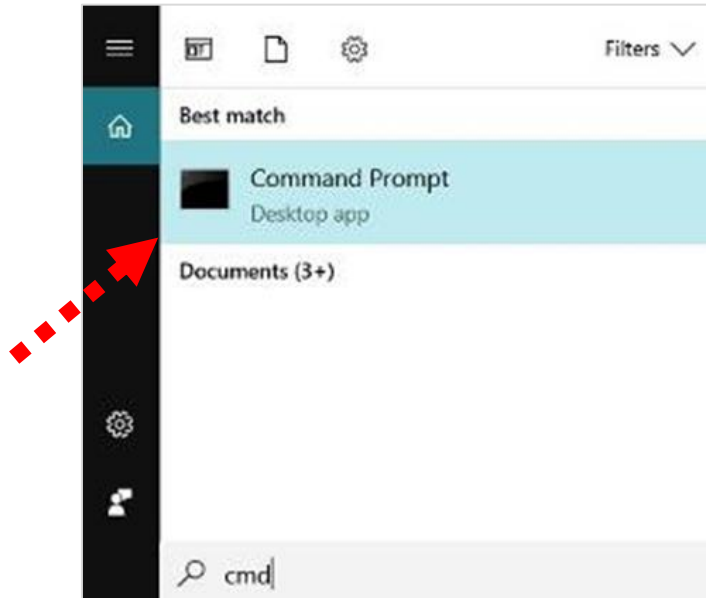 Filters
Best match
Command Prompt
Desktop app
Documents (3+)
cmd